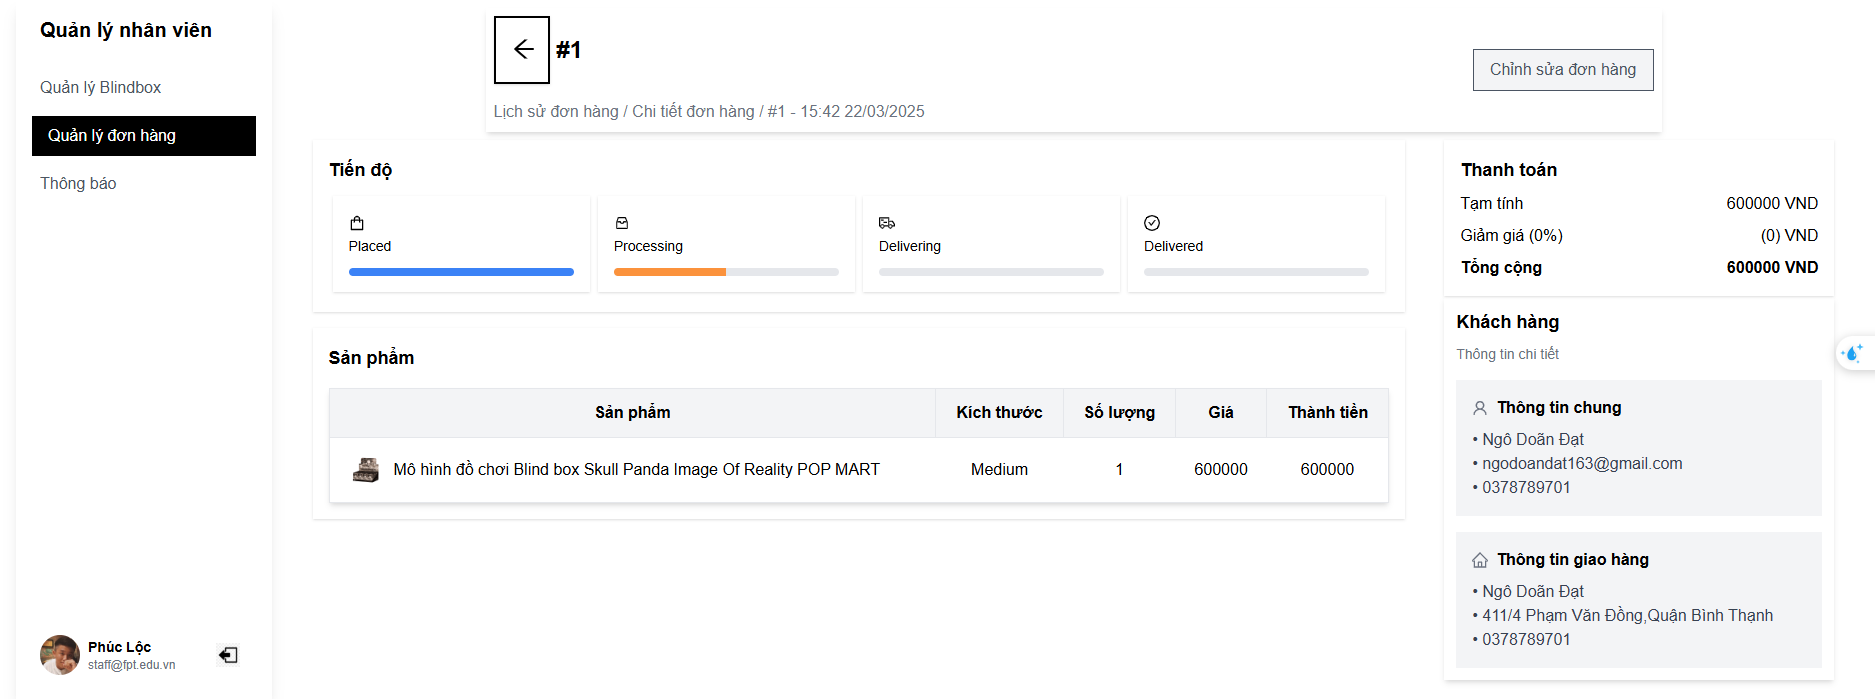 Quản lý nhân viên
Quản lý Blindbox
Quản lý đơn hàng
Thông báo
Phúc Lộc
staff@fpt.edu.vn
#1
Chỉnh sửa đơn hàng
Lịch sử đơn hàng / Chi tiết đơn hàng / #1 - 15:42 22/03/2025
Tiến độ
Placed
Processing
Delivering
Delivered
Sản phẩm
Sản phẩm Kích thước Số lượng Giá Thành tiền
Mô hình đồ chơi Blind box Skull Panda Image Of Reality POP MART Medium 1 600000 600000
Thanh toán
Tạm tính 600000 VND
Giảm giá (0%) (0) VND
Tổng cộng 600000 VND
Khách hàng
Thông tin chi tiết
Thông tin chung
• Ngô Doãn Đạt
• ngodoandat163@gmail.com
• 0378789701
Thông tin giao hàng
• Ngô Doãn Đạt
• 411/4 Phạm Văn Đồng,Quận Bình Thạnh
• 0378789701